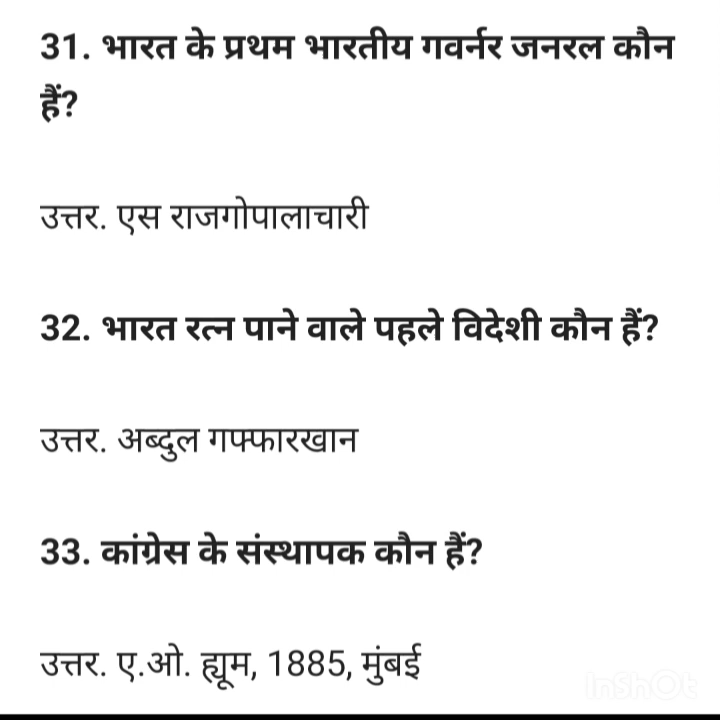 31. भारत के प्रथम भारतीय गवर्नर जनरल कौन
हैं?
उत्तर. एस राजगोपालाचारी
32. भारत रत्न पाने वाले पहले विदेशी कौन हैं?
उत्तर. अब्दुल गफ्फारखान
33. कांग्रेस के संस्थापक कौन हैं?
उत्तर. ए.ओ. ह्यूम, 1885, मुंबई
InShOt